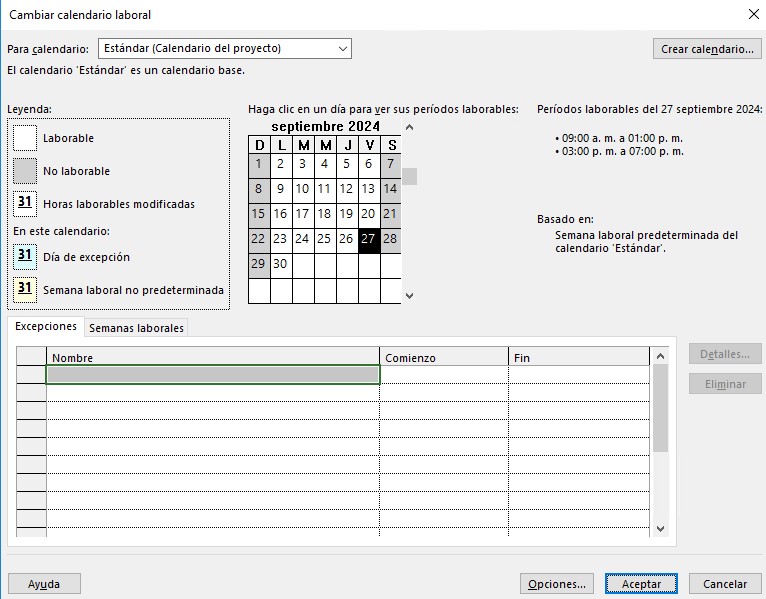 Cambiar calendario laboral
Para calendario: Estándar (Calendario del proyecto)
Crear calendario...
El calendario 'Estándar' es un calendario base.
Leyenda:
Laborable
No laborable
31 Horas laborables modificadas
En este calendario:
31 Día de excepción
31 Semana laboral no predeterminada
Haga clic en un día para ver sus períodos laborables:
septiembre 2024
D L M M J V S
1 2 3 4 5 6 7
8 9 10 11 12 13 14
15 16 17 18 19 20 21
22 23 24 25 26 27 28
29 30
Períodos laborables del 27 septiembre 2024:
• 09:00 a. m. a 01:00 p. m.
• 03:00 p. m. a 07:00 p. m.
Basado en:
Semana laboral predeterminada del
calendario 'Estándar'.
Excepciones Semanas laborales
Nombre Comienzo Fin
Detalles...
Eliminar
Ayuda Opciones... Aceptar Cancelar